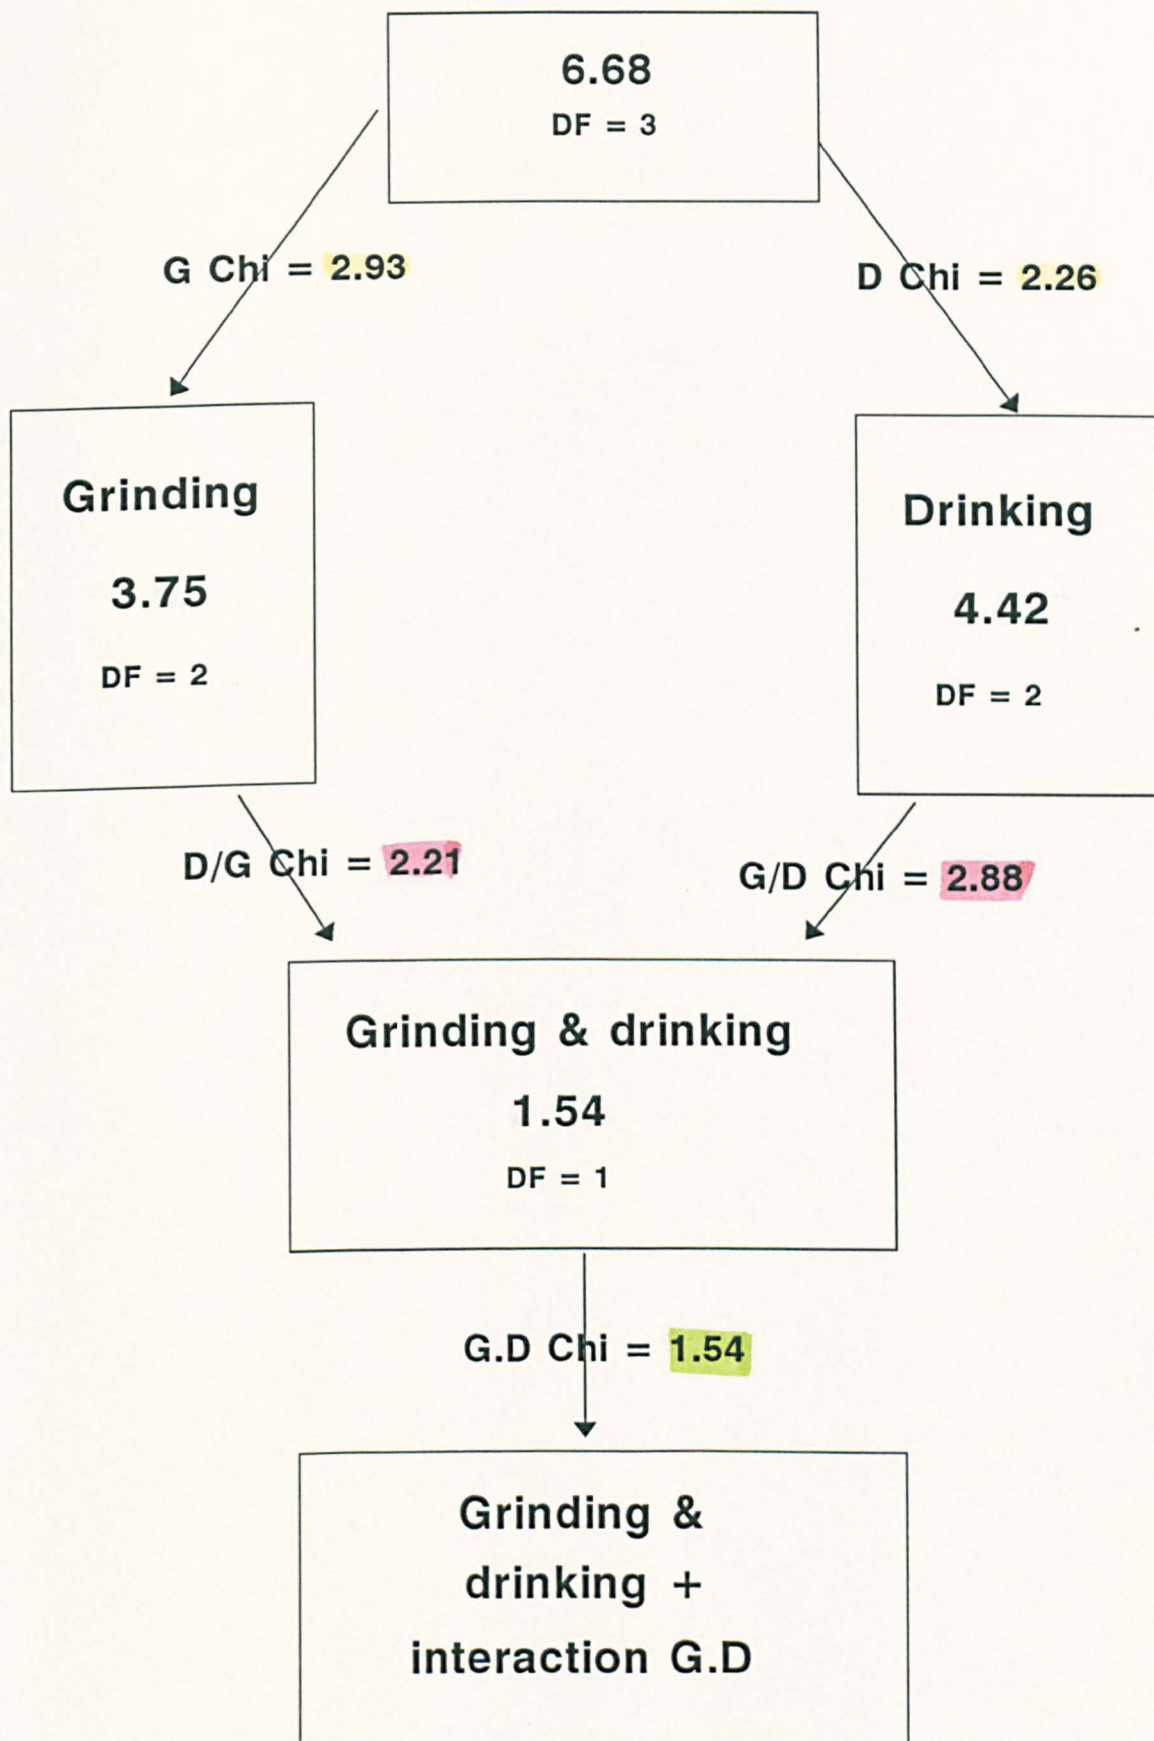 6.68
DF = 3
G Chi = 2.93
D Chi = 2.26
Grinding
3.75
DF = 2
Drinking
4.42
DF = 2
D/G Chi = 2.21
G/D Chi = 2.88
Grinding & drinking
1.54
DF = 1
G.D Chi = 1.54
Grinding &
drinking +
interaction G.D